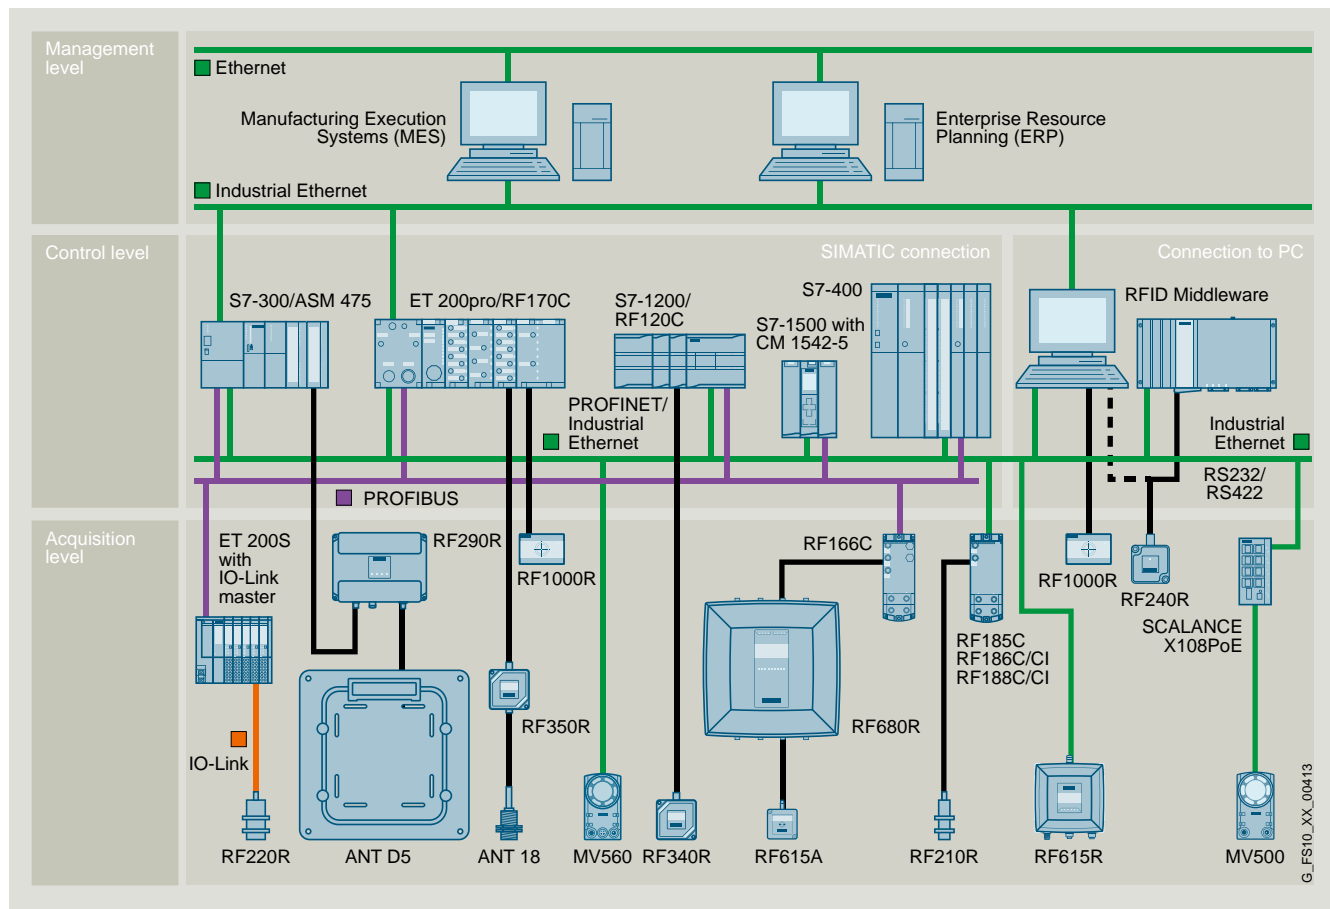 Management
level
Ethernet
Manufacturing Execution
Systems (MES)
Enterprise Resource
Planning (ERP)
Industrial Ethernet
Control level
SIMATIC connection
Connection to PC
S7-300/ASM 475
ET 200pro/RF170C
S7-1200/
RF120C
S7-400
S7-1500 with
CM 1542-5
RFID Middleware
PROFINET/
Industrial
Ethernet
Industrial
Ethernet
RS232/
RS422
PROFIBUS
Acquisition
level
ET 200S
with
IO-Link
master
RF290R
RF1000R
RF166C
RF1000R
RF240R
SCALANCE
X108PoE
RF185C
RF186C/CI
RF188C/CI
RF350R
RF680R
IO-Link
RF220R
ANT D5
ANT 18
MV560
RF340R
RF615A
RF210R
RF615R
MV500
G_FS10_XX_00413